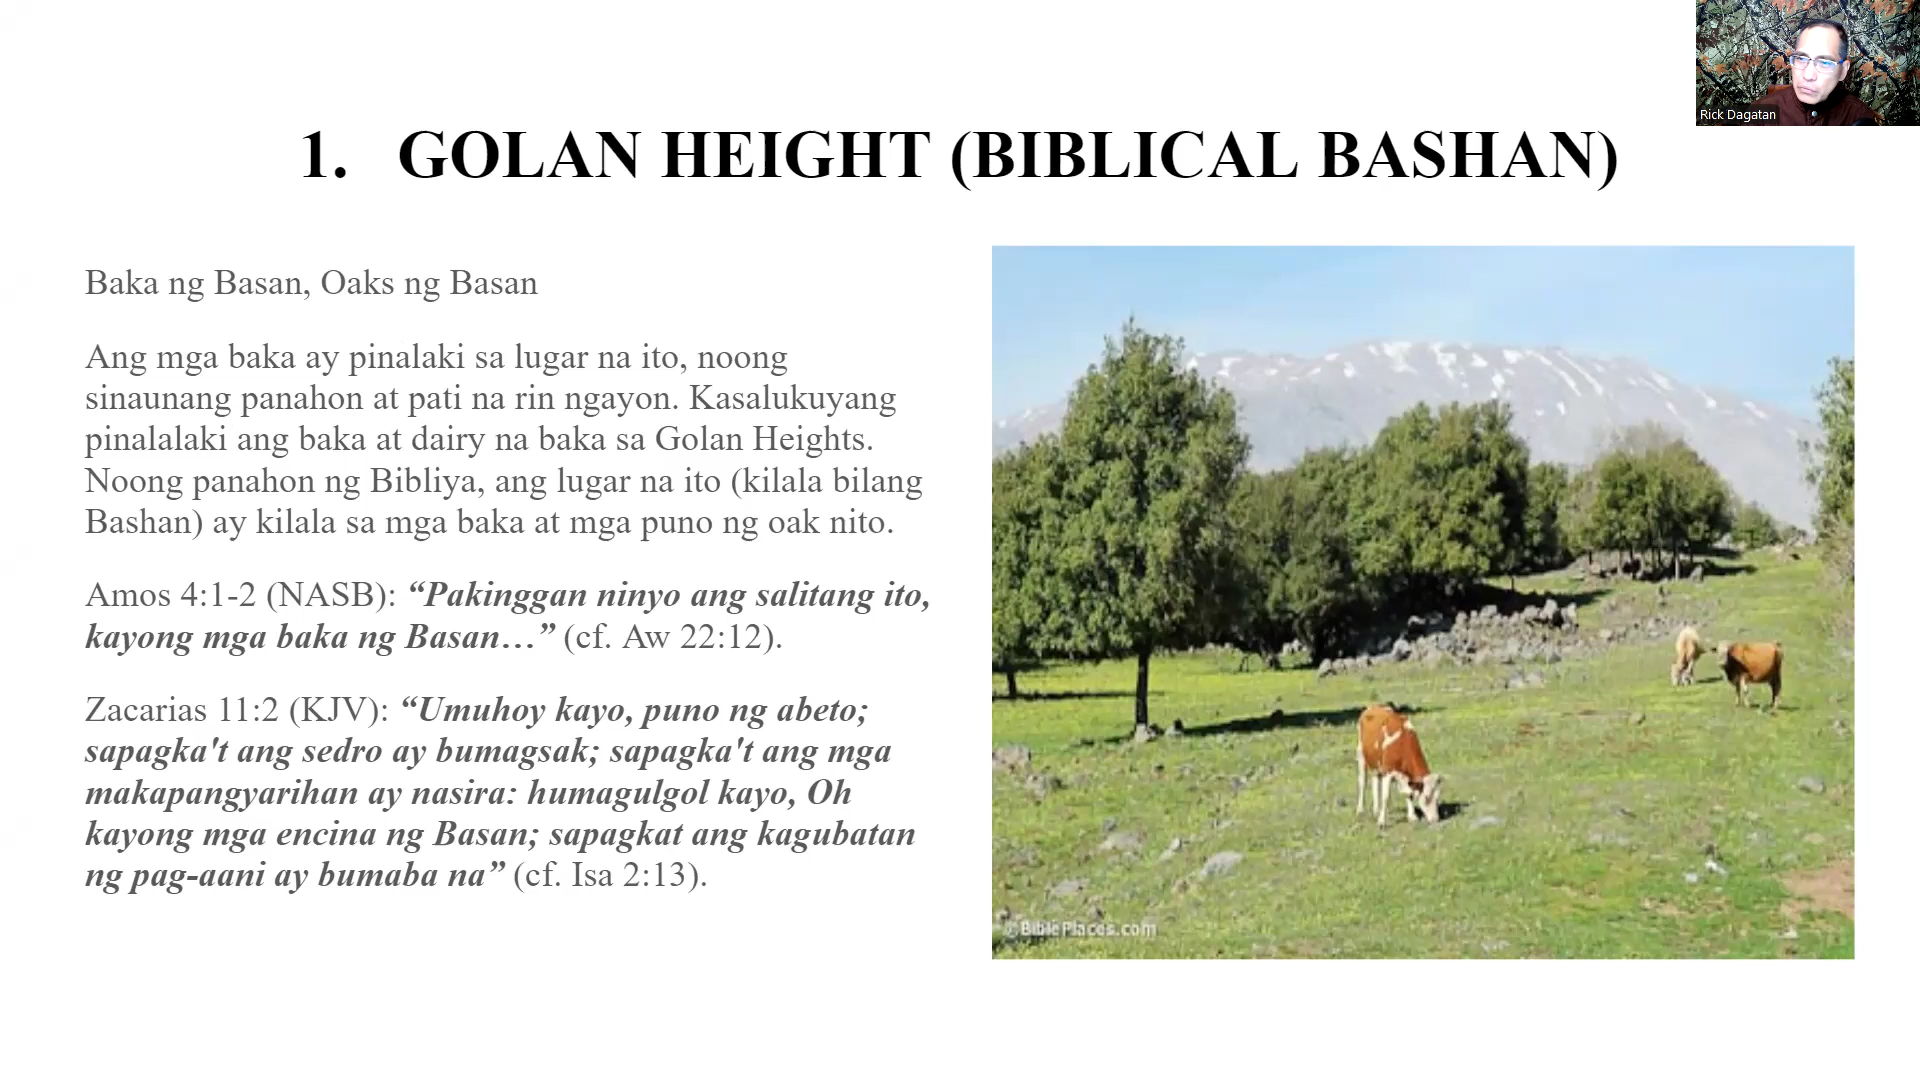 Rick Dagatan
1. GOLAN HEIGHT (BIBLICAL BASHAN)
Baka ng Basan, Oaks ng Basan
Ang mga baka ay pinalaki sa lugar na ito, noong
sinaunang panahon at pati na rin ngayon. Kasalukuyang
pinalalaki ang baka at dairy na baka sa Golan Heights.
Noong panahon ng Bibliya, ang lugar na ito (kilala bilang
Bashan) ay kilala sa mga baka at mga puno ng oak nito.
Amos 4:1-2 (NASB): “Pakinggan ninyo ang salitang ito,
kayong mga baka ng Basan…” (cf. Aw 22:12).
Zacarias 11:2 (KJV): “Umuhoy kayo, puno ng abeto;
sapagka't ang sedro ay bumagsak; sapagka't ang mga
makapangyarihan ay nasira: humagulgol kayo, Oh
kayong mga encina ng Basan; sapagkat ang kagubatan
ng pag-aani ay bumaba na” (cf. Isa 2:13).
©BiblePlaces.com